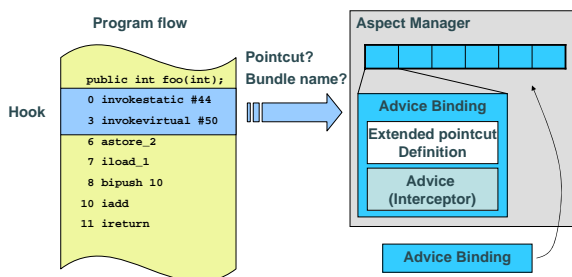 Program flow
Aspect Manager
Pointcut?
Bundle name?
Hook
public int foo(int);
0 invokestatic #44
3 invokevirtual #50
6 astore_2
7 iload_1
8 bipush 10
10 iadd
11 ireturn
Advice Binding
Extended pointcut
Definition
Advice
(Interceptor)
Advice Binding